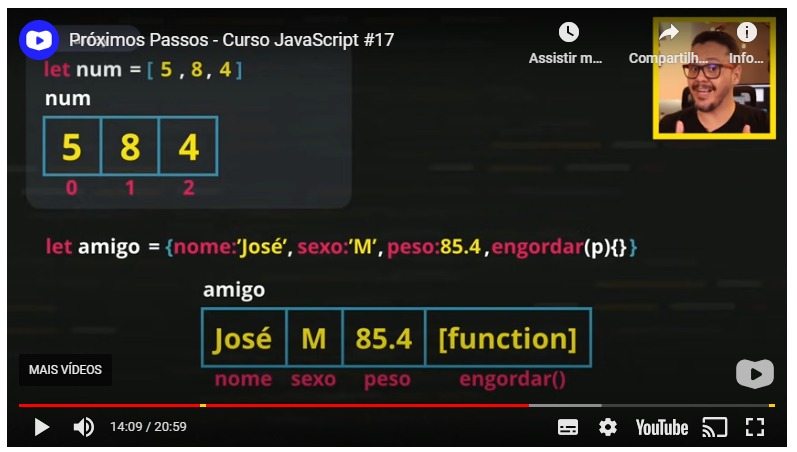 Próximos Passos - Curso JavaScript #17
Assistir m...
Compartilh...
Info...
let num = [ 5 , 8 , 4 ]
num
5 8 4
0 1 2
let amigo = {nome:'José', sexo:'M', peso:85.4 ,engordar(p){} }
amigo
José M 85.4 [function]
nome sexo peso engordar()
MAIS VÍDEOS
14:09 / 20:59
YouTube